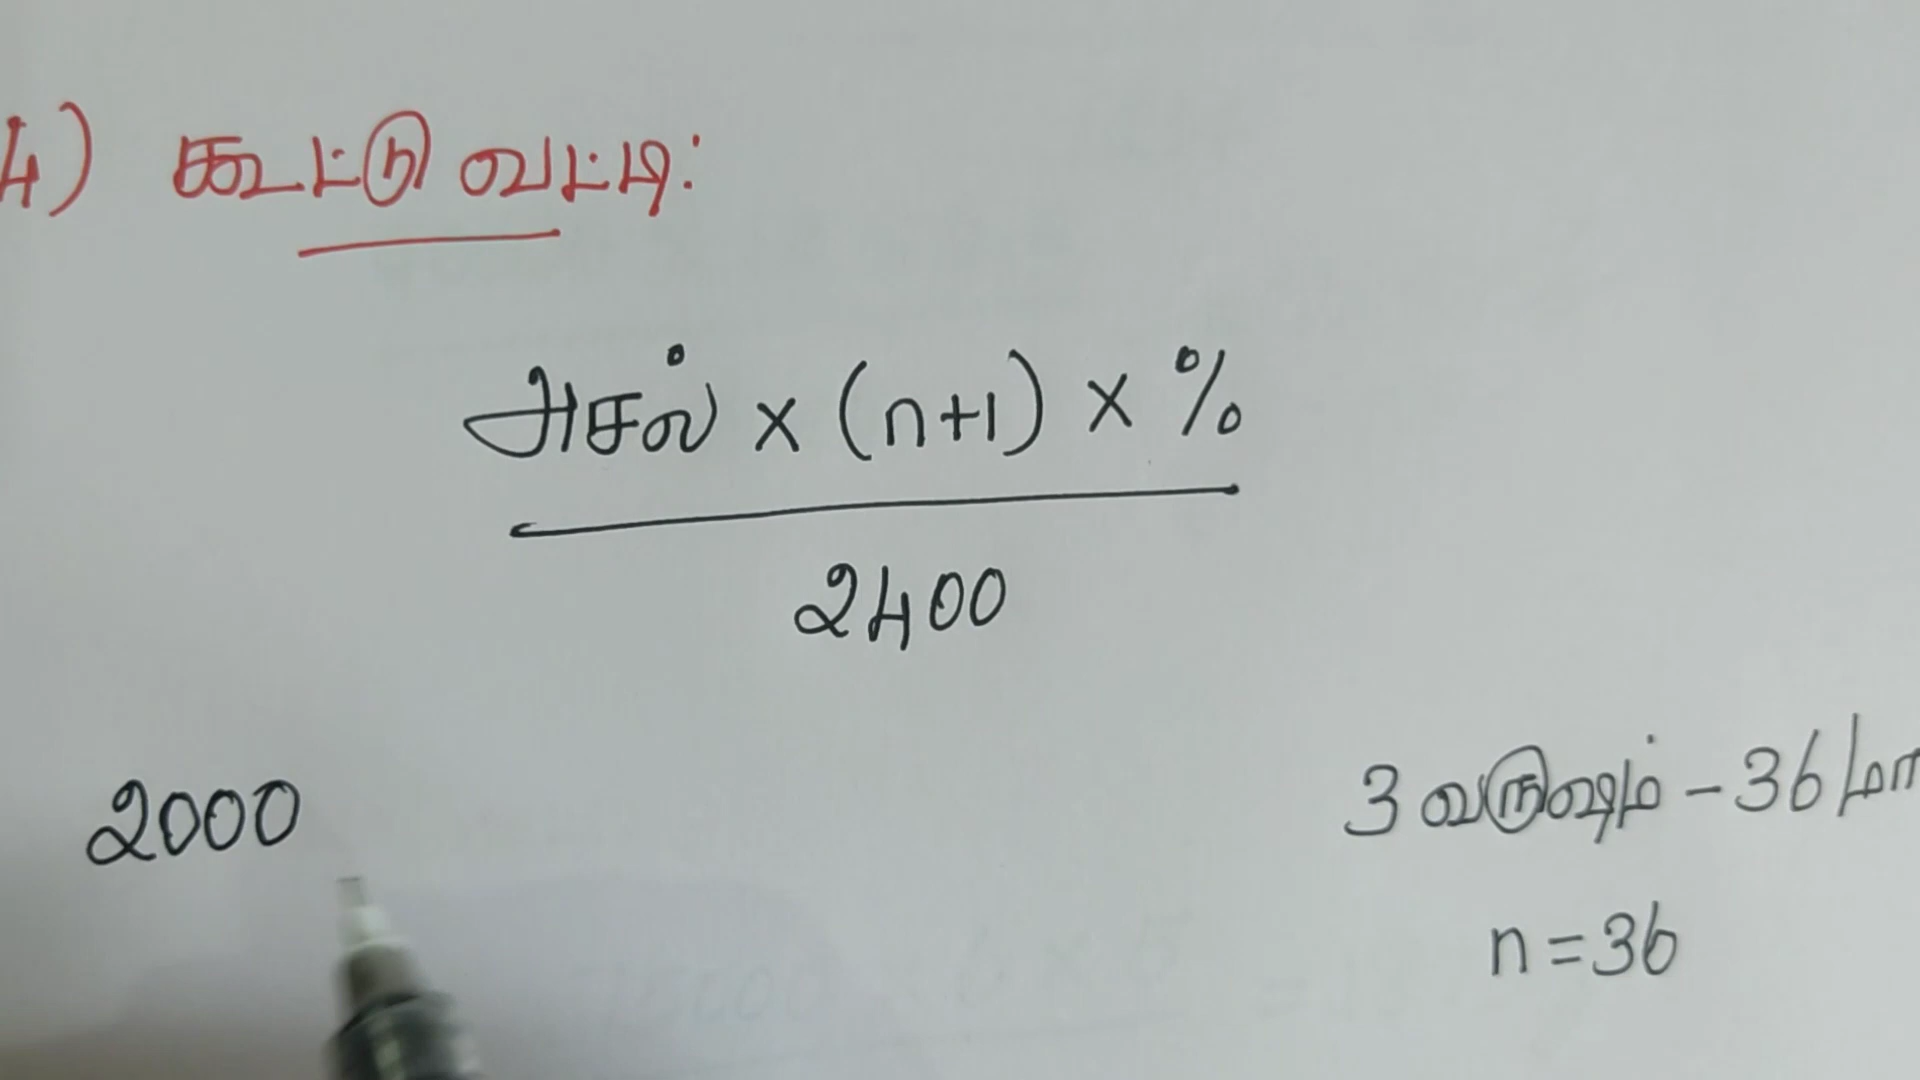 4) கூட்டு வட்டி:
அசல் x (n+1) x %
2400
2000
3 வருஷம் - 36 மா
n = 36